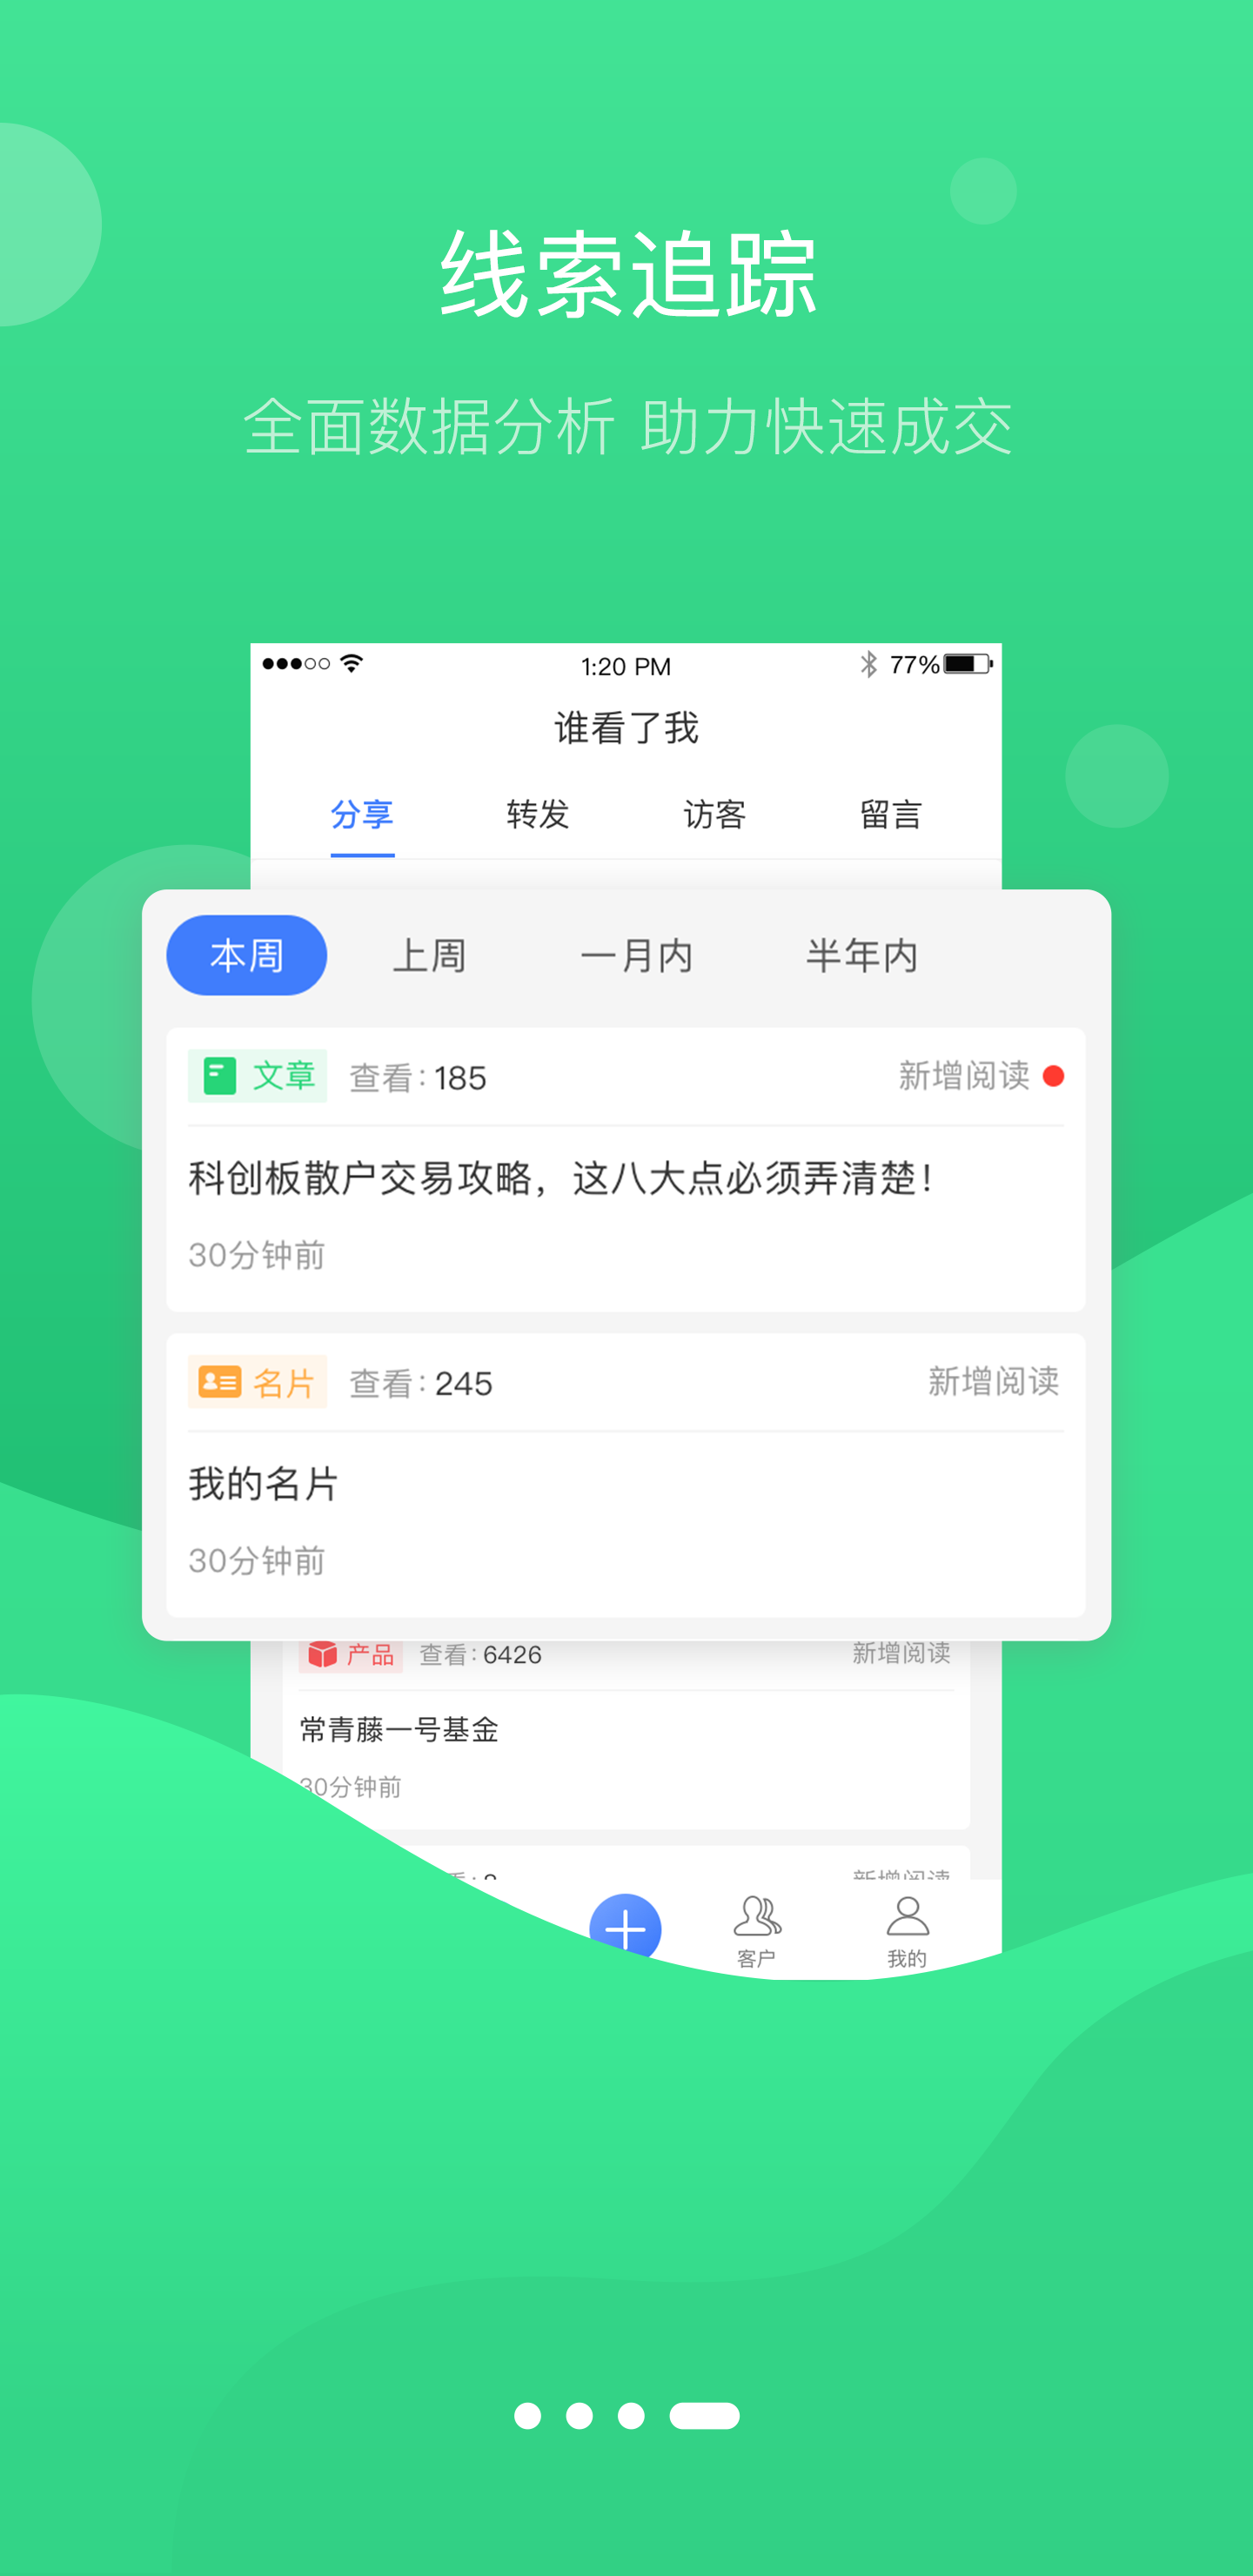 线索追踪
全面数据分析 助力快速成交
1:20 PM 77%
谁看了我
分享 转发 访客 留言
本周 上周 一月内 半年内
文章 查看：185 新增阅读
科创板散户交易攻略，这八大点必须弄清楚！
30分钟前
名片 查看：245 新增阅读
我的名片
30分钟前
产品 查看：6426 新增阅读
常青藤一号基金
30分钟前
新增阅读
客户 我的